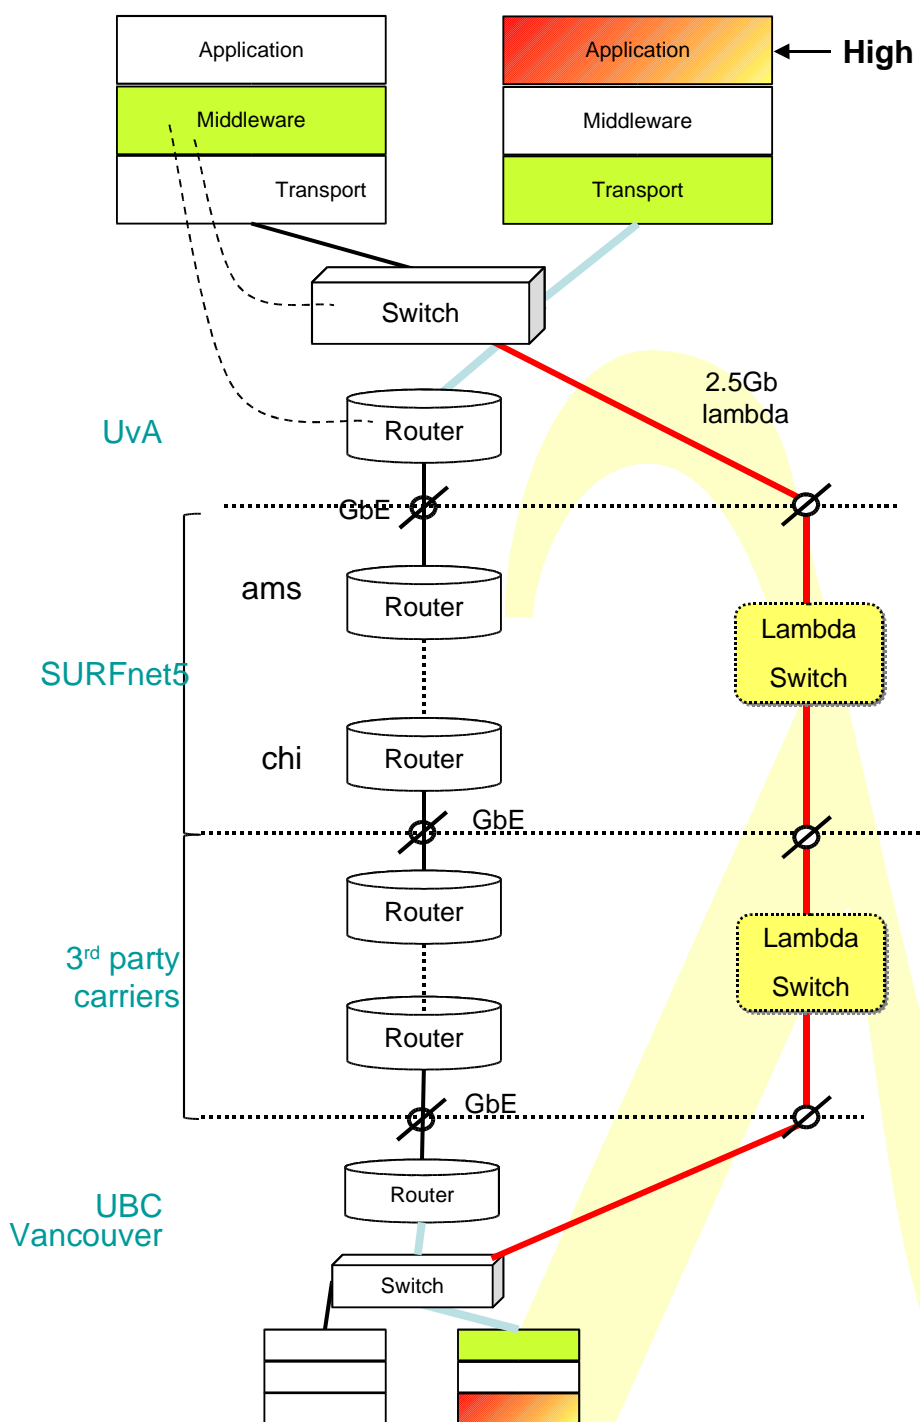 Application
Middleware
Transport
Application
High
Middleware
Transport
Switch
2.5Gb
lambda
UvA
Router
GbE
ams
Router
Lambda
Switch
SURFnet5
chi
Router
GbE
Router
Lambda
Switch
3rd party
carriers
Router
GbE
UBC
Vancouver
Router
Switch